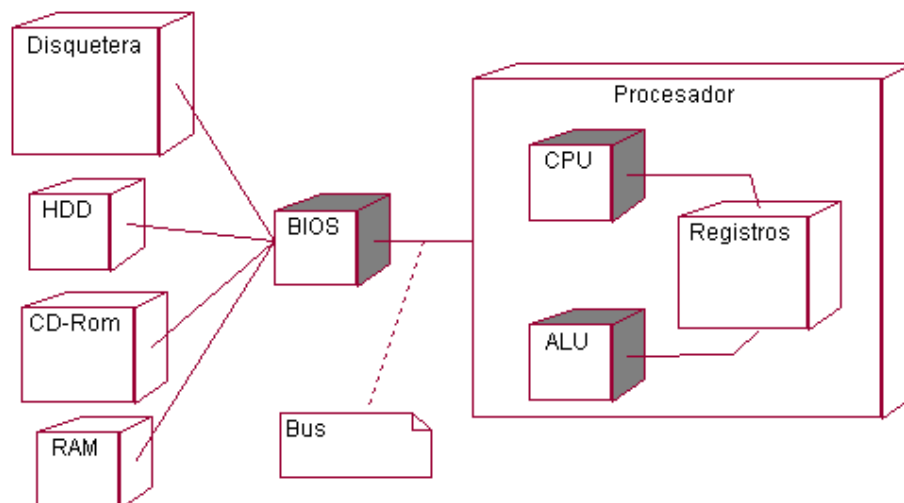 Disquetera
Procesador
CPU
HDD
BIOS
Registros
CD-Rom
ALU
Bus
RAM